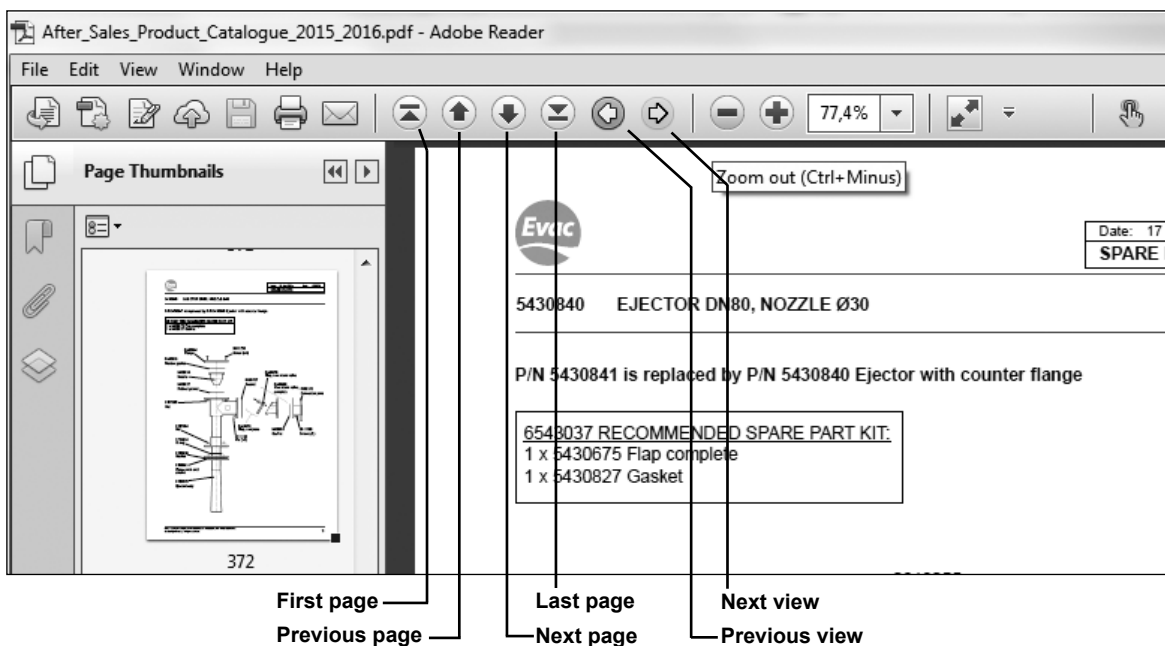 After_Sales_Product_Catalogue_2015_2016.pdf - Adobe Reader
File Edit View Window Help
77,4%
Page Thumbnails
Zoom out (Ctrl+Minus)
Evac
Date: 17
SPARE
5430840 EJECTOR DN80, NOZZLE Ø30
P/N 5430841 is replaced by P/N 5430840 Ejector with counter flange
6543037 RECOMMENDED SPARE PART KIT:
1 x 5430675 Flap complete
1 x 5430827 Gasket
372
First page
Last page
Next view
Previous page
Next page
Previous view